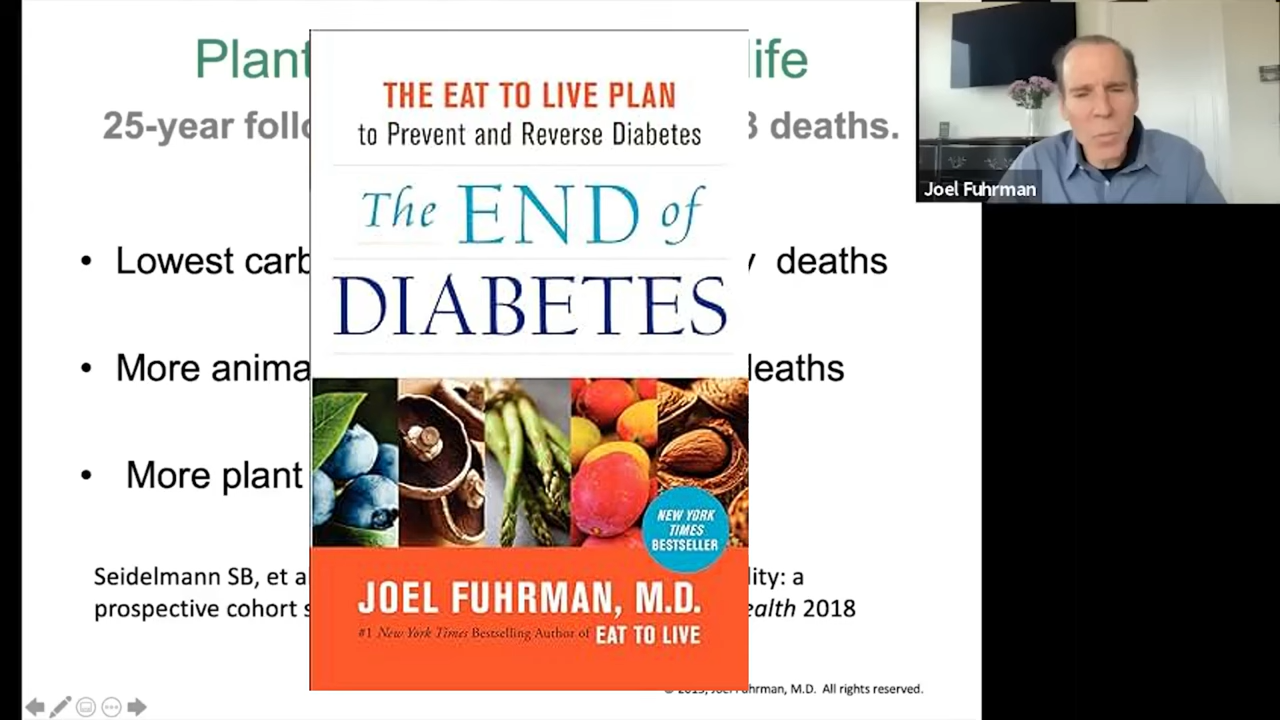 Plant life
25-year follo 3 deaths.
Joel Fuhrman
THE EAT TO LIVE PLAN
to Prevent and Reverse Diabetes
The END of
DIABETES
• Lowest carb y deaths
• More anima deaths
• More plant
NEW YORK
TIMES
BESTSELLER
JOEL FUHRMAN, M.D.
#1 New York Times Bestselling Author of EAT TO LIVE
Seidelmann SB, et a lity: a
prospective cohort s ealth 2018
Fuhrman, M.D. All rights reserved.